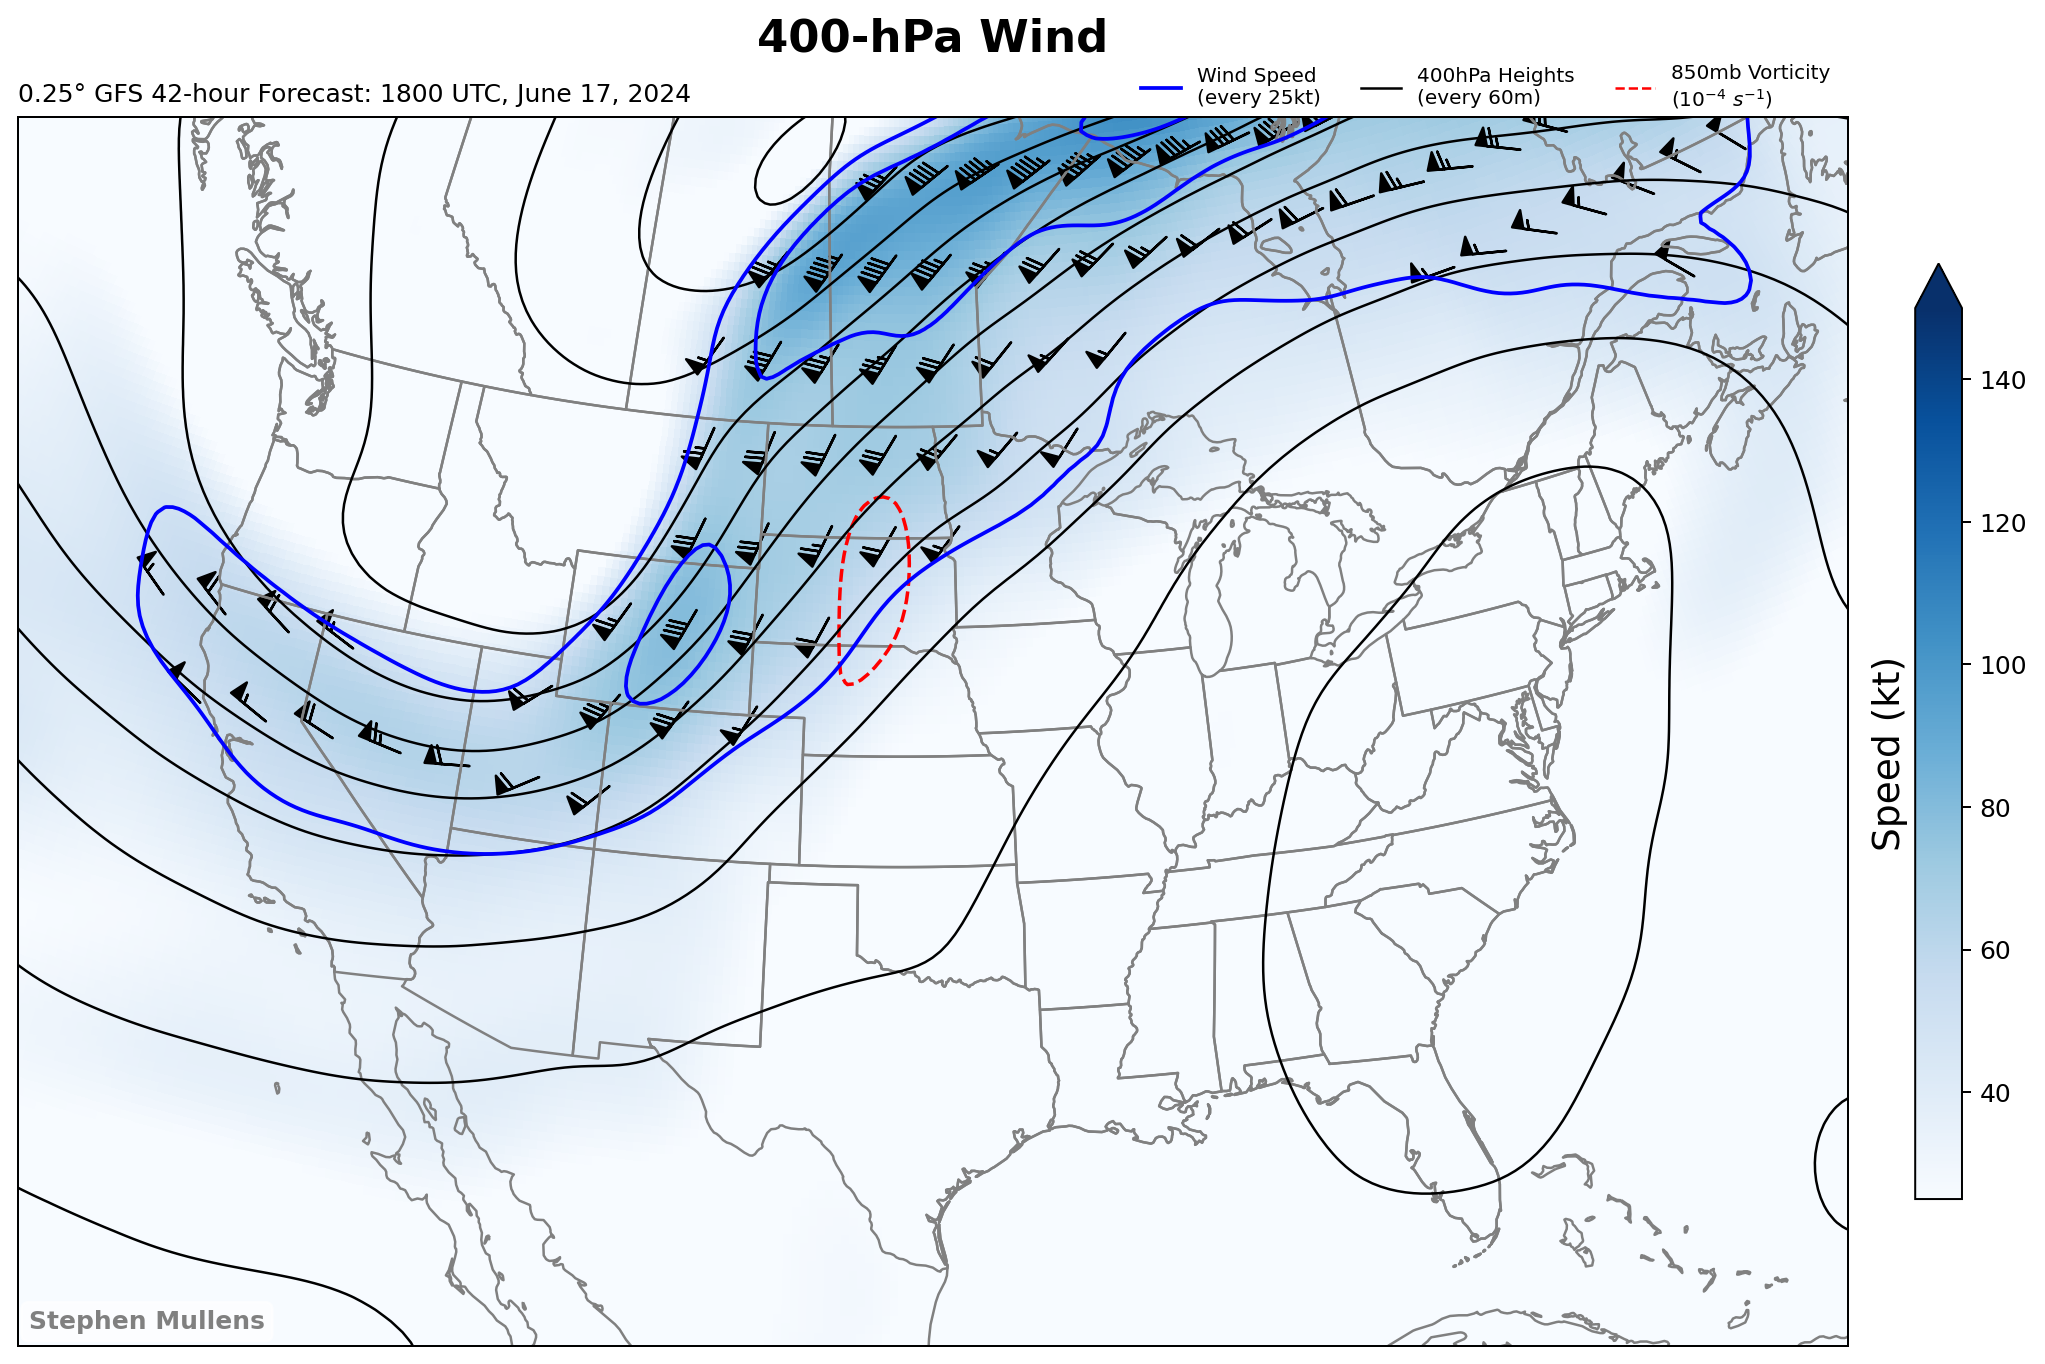 400-hPa Wind
0.25° GFS 42-hour Forecast: 1800 UTC, June 17, 2024
Wind Speed
(every 25kt)
400hPa Heights
(every 60m)
850mb Vorticity
(10⁻⁴ s⁻¹)
140
120
100
80
60
40
Speed (kt)
Stephen Mullens